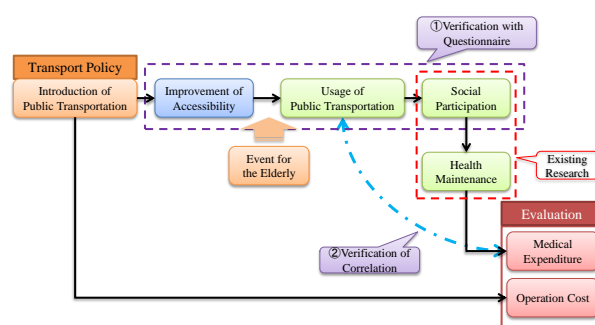 ①Verification with
Questionnaire
Transport Policy
Introduction of
Public Transportation
Improvement of
Accessibility
Usage of
Public Transportation
Social
Participation
Event for
the Elderly
Health
Maintenance
Existing
Research
Evaluation
②Verification of
Correlation
Medical
Expenditure
Operation Cost